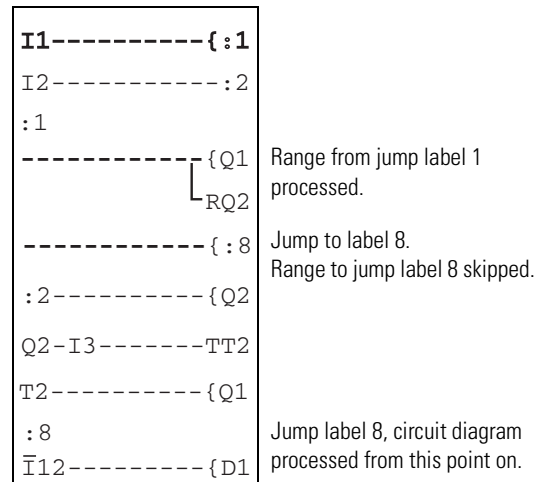 I1----------{:1
I2-----------:2
:1
------------{Q1
Range from jump label 1
RQ2
processed.
------------{:8
Jump to label 8.
Range to jump label 8 skipped.
:2----------{Q2
Q2-I3-------TT2
T2----------{Q1
:8
Jump label 8, circuit diagram
I̅12---------{D1
processed from this point on.